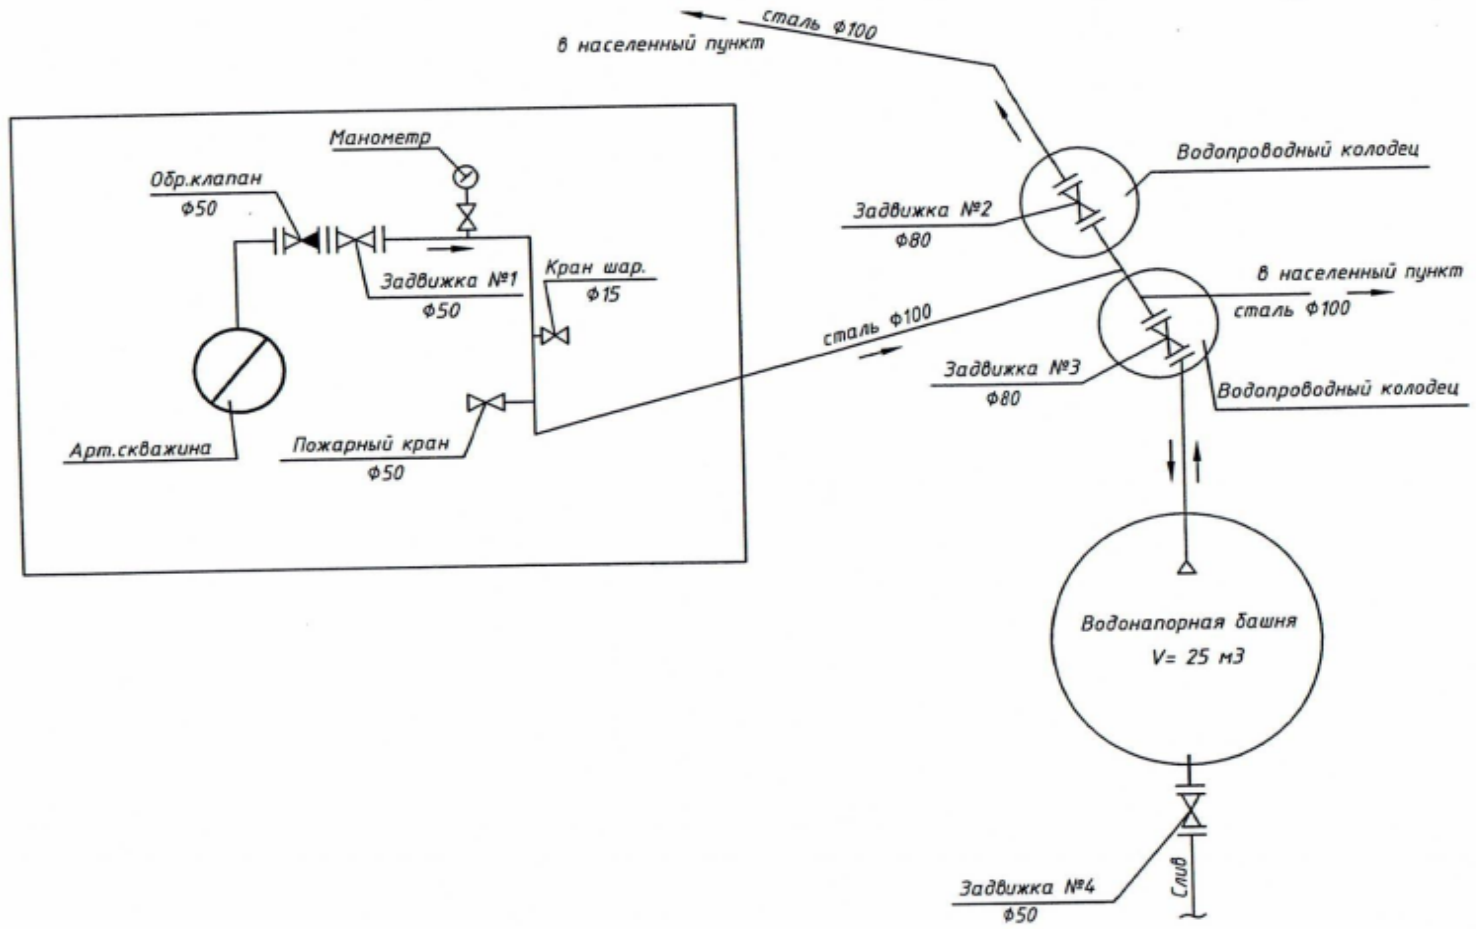 сталь ф100
в населенный пункт
Манометр
Обр.клапан
ф50
Водопроводный колодец
Задвижка №2
ф80
Кран шар.
ф15
Задвижка №1
ф50
в населенный пункт
сталь ф100
сталь ф100
Задвижка №3
ф80
Водопроводный колодец
Арт.скважина
Пожарный кран
ф50
Водонапорная башня
V= 25 м3
Задвижка №4
ф50
Слив